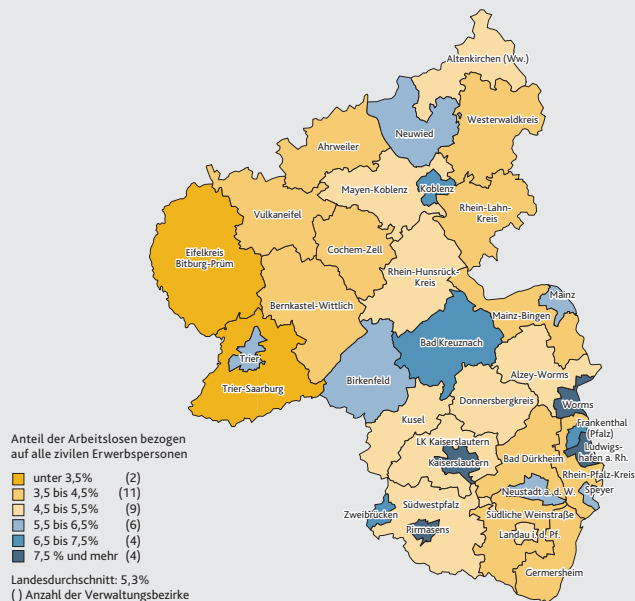 Altenkirchen (Ww.)
Neuwied
Westerwaldkreis
Ahrweiler
Mayen-Koblenz
Koblenz
Rhein-Lahn-
Kreis
Vulkaneifel
Cochem-Zell
Eifelkreis
Bitburg-Prüm
Rhein-Hunsrück-
Kreis
Bernkastel-Wittlich
Mainz
Mainz-Bingen
Bad Kreuznach
Trier
Trier-Saarburg
Birkenfeld
Alzey-Worms
Donnersbergkreis
Worms
Kusel
Frankenthal
(Pfalz)
LK Kaiserslautern
Kaiserslautern
Ludwigs-
hafen a. Rh.
Bad Dürkheim
Rhein-Pfalz-Kreis
Neustadt a. d. W.
Speyer
Zweibrücken
Südwestpfalz
Südliche Weinstraße
Pirmasens
Landau i. d. Pf.
Germersheim
Anteil der Arbeitslosen bezogen
auf alle zivilen Erwerbspersonen
unter 3,5% (2)
3,5 bis 4,5% (11)
4,5 bis 5,5% (9)
5,5 bis 6,5% (6)
6,5 bis 7,5% (4)
7,5 % und mehr (4)
Landesdurchschnitt: 5,3%
( ) Anzahl der Verwaltungsbezirke